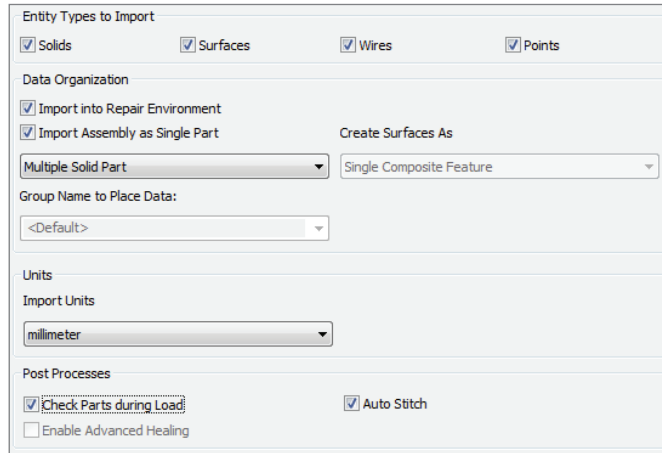 Entity Types to Import
Solids Surfaces Wires Points
Data Organization
Import into Repair Environment
Import Assembly as Single Part Create Surfaces As
Multiple Solid Part Single Composite Feature
Group Name to Place Data:
<Default>
Units
Import Units
millimeter
Post Processes
Check Parts during Load Auto Stitch
Enable Advanced Healing